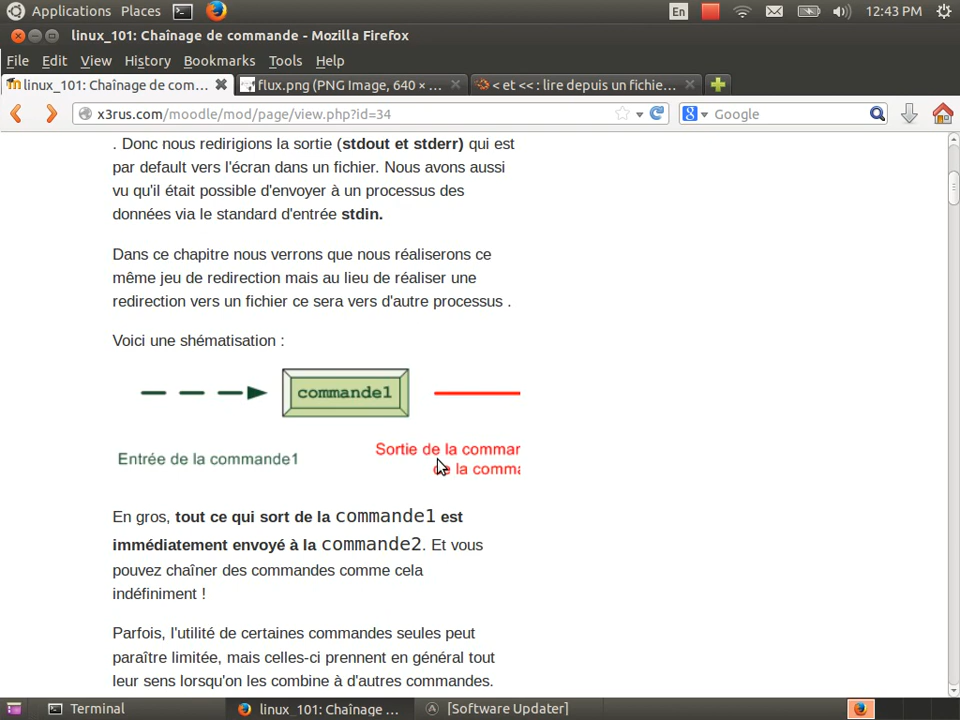 Applications Places En 12:43 PM
linux_101: Chaînage de commande - Mozilla Firefox
File Edit View History Bookmarks Tools Help
linux_101: Chaînage de com... flux.png (PNG Image, 640 × ... < et << : lire depuis un fichie...
x3rus.com/moodle/mod/page/view.php?id=34 Google
. Donc nous redirigions la sortie (stdout et stderr) qui est
par default vers l'écran dans un fichier. Nous avons aussi
vu qu'il était possible d'envoyer à un processus des
données via le standard d'entrée stdin.
Dans ce chapitre nous verrons que nous réaliserons ce
même jeu de redirection mais au lieu de réaliser une
redirection vers un fichier ce sera vers d'autre processus .
Voici une shématisation :
commande1
Entrée de la commande1
Sortie de la comman
de la comma
En gros, tout ce qui sort de la commande1 est
immédiatement envoyé à la commande2. Et vous
pouvez chaîner des commandes comme cela
indéfiniment !
Parfois, l'utilité de certaines commandes seules peut
paraître limitée, mais celles-ci prennent en général tout
leur sens lorsqu'on les combine à d'autres commandes.
Terminal linux_101: Chaînage ... [Software Updater]